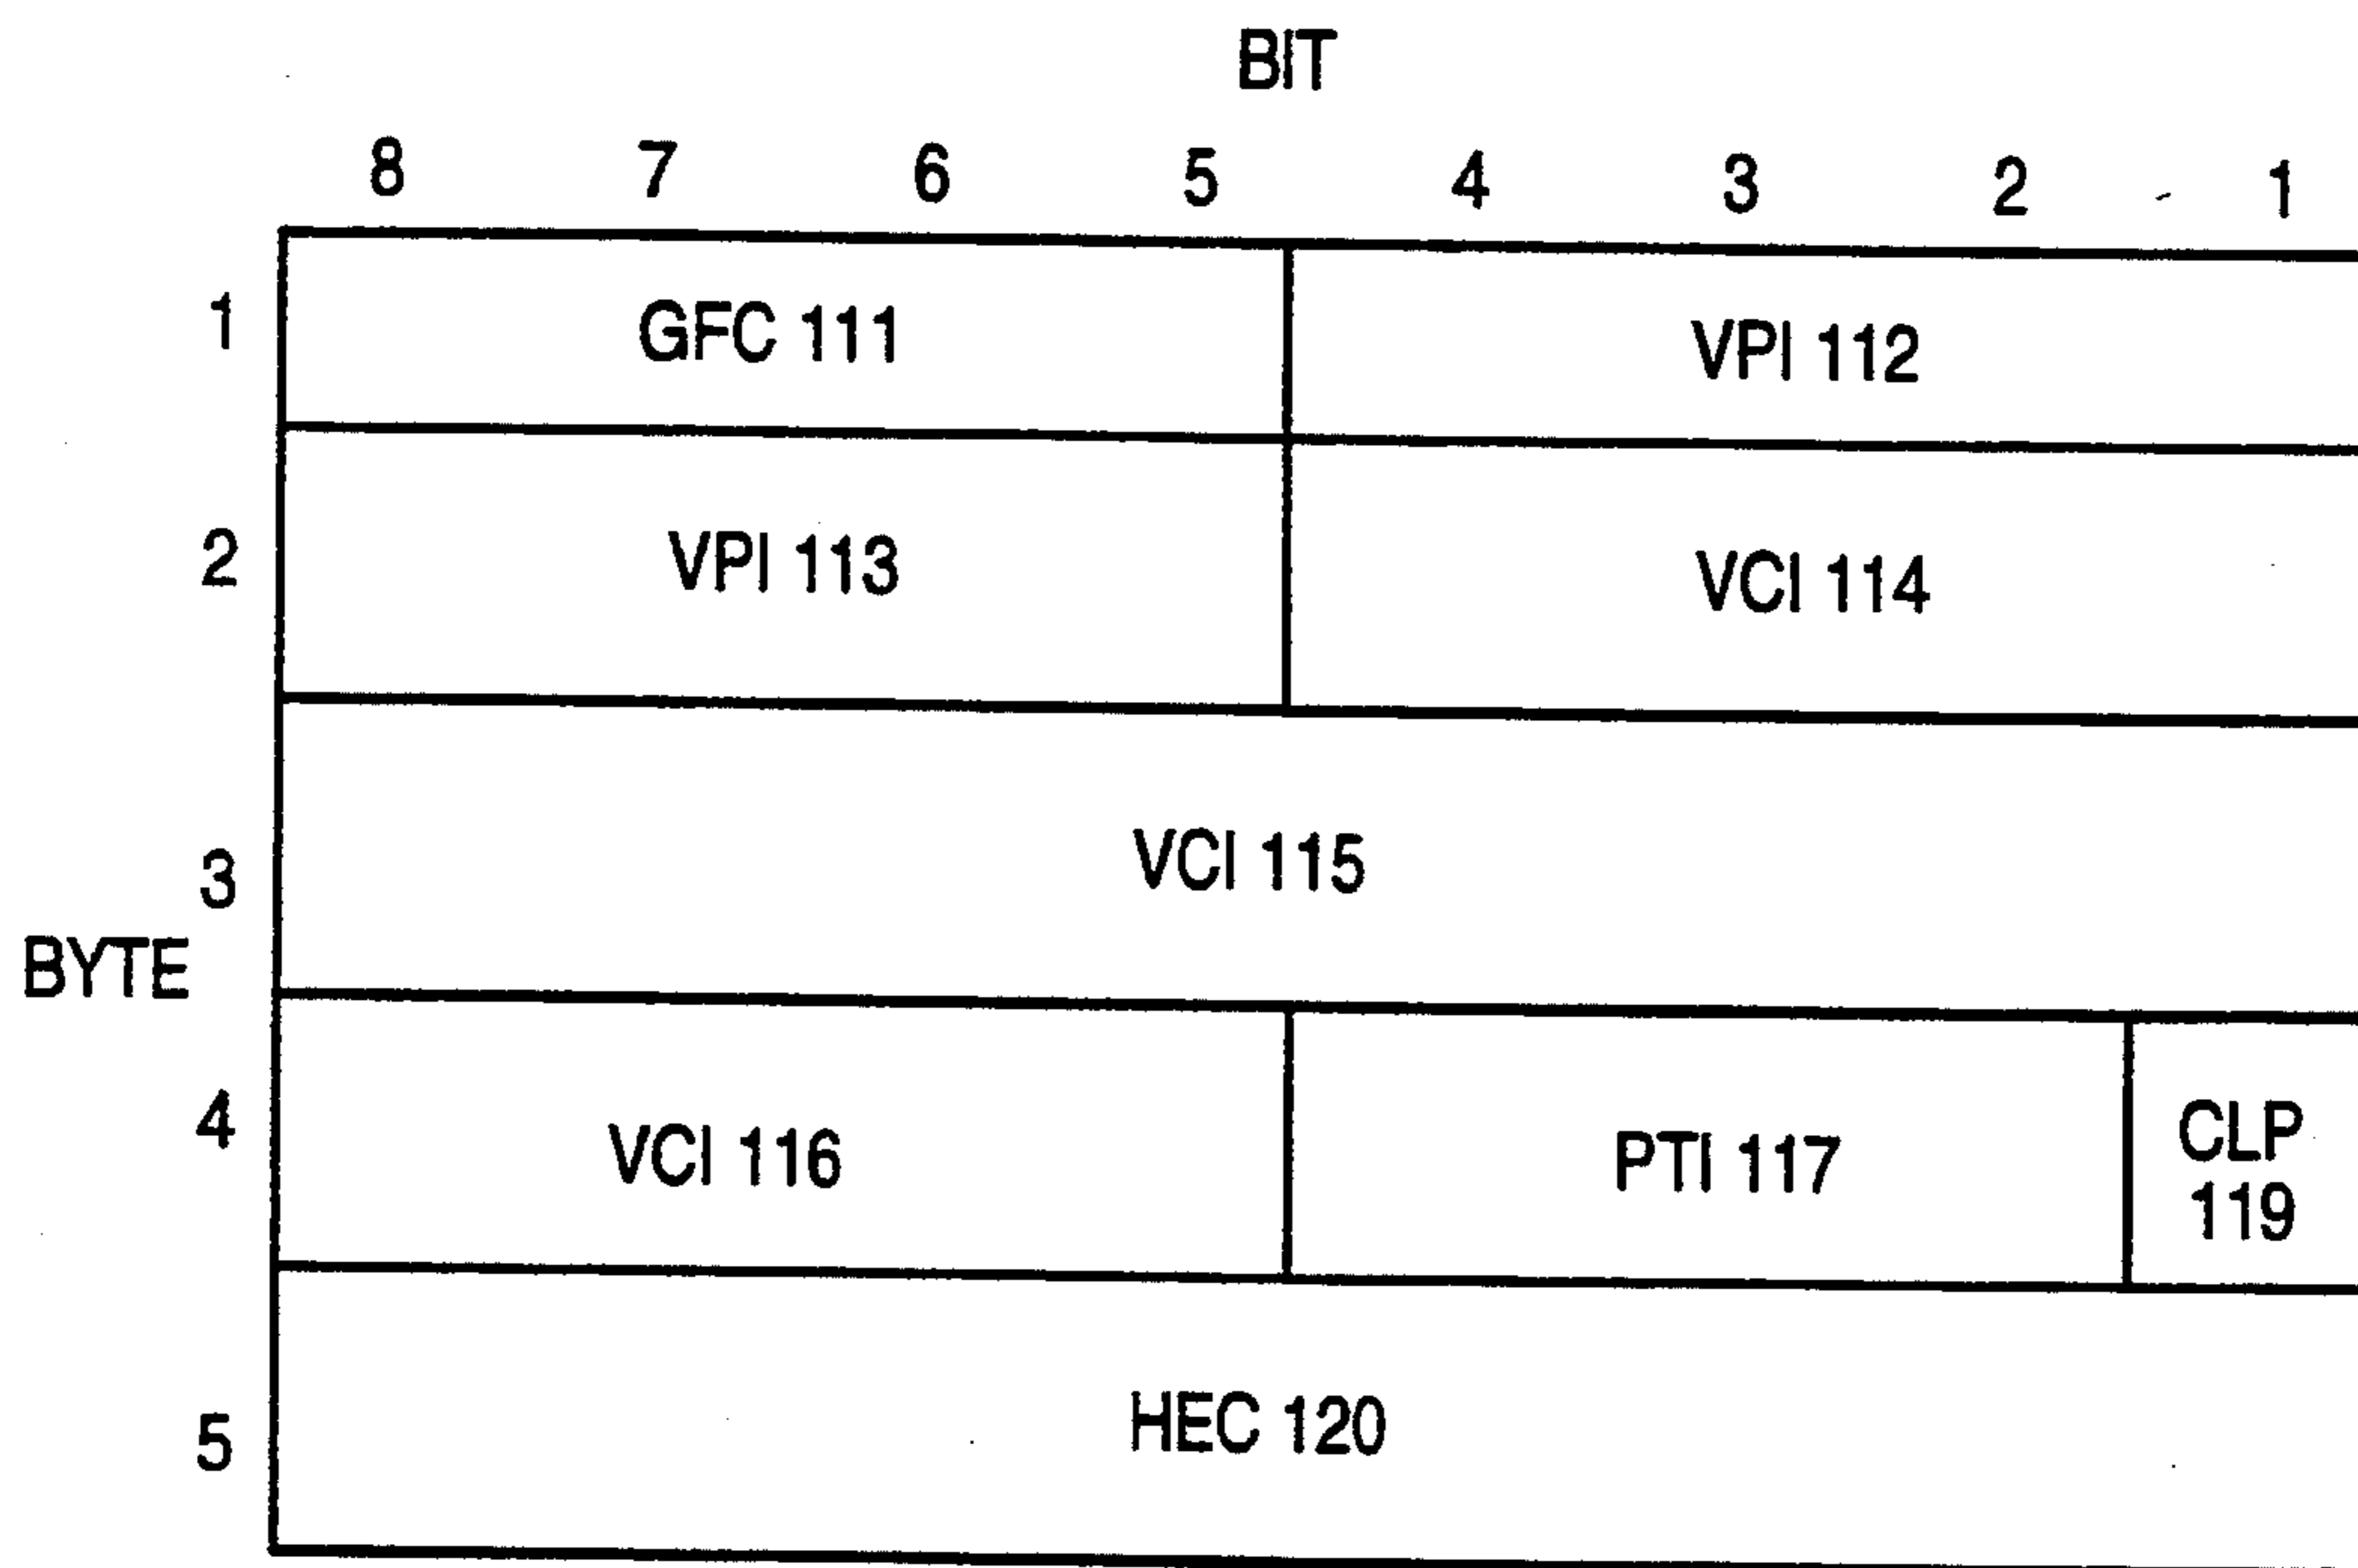 BIT
8 7 6 5 4 3 2 1
1 GFC 111 VPI 112
2 VPI 113 VCI 114
3 VCI 115
BYTE
4 VCI 116 PTI 117 CLP 119
5 HEC 120